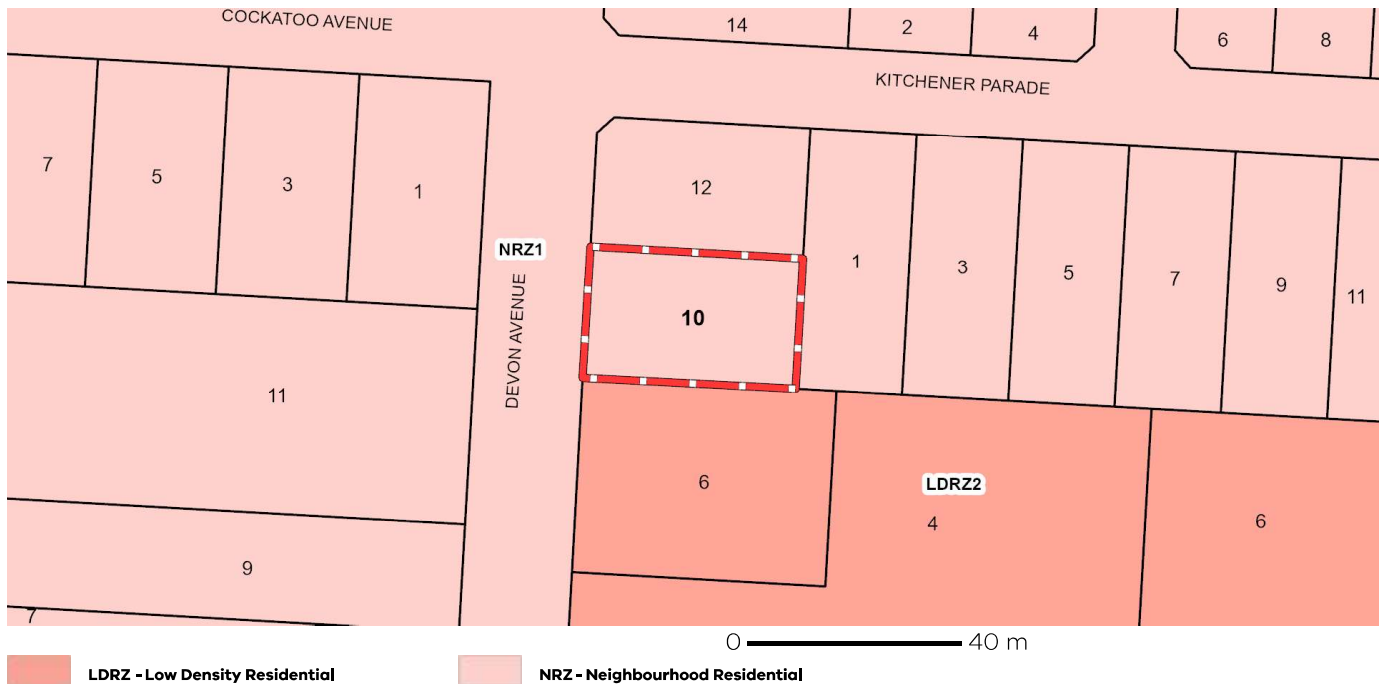 COCKATOO AVENUE
14
2
4
6
8
KITCHENER PARADE
7
5
3
1
12
NRZ1
DEVON AVENUE
10
1
3
5
7
9
11
11
6
LDRZ2
4
6
9
7
0 40 m
LDRZ - Low Density Residential
NRZ - Neighbourhood Residential